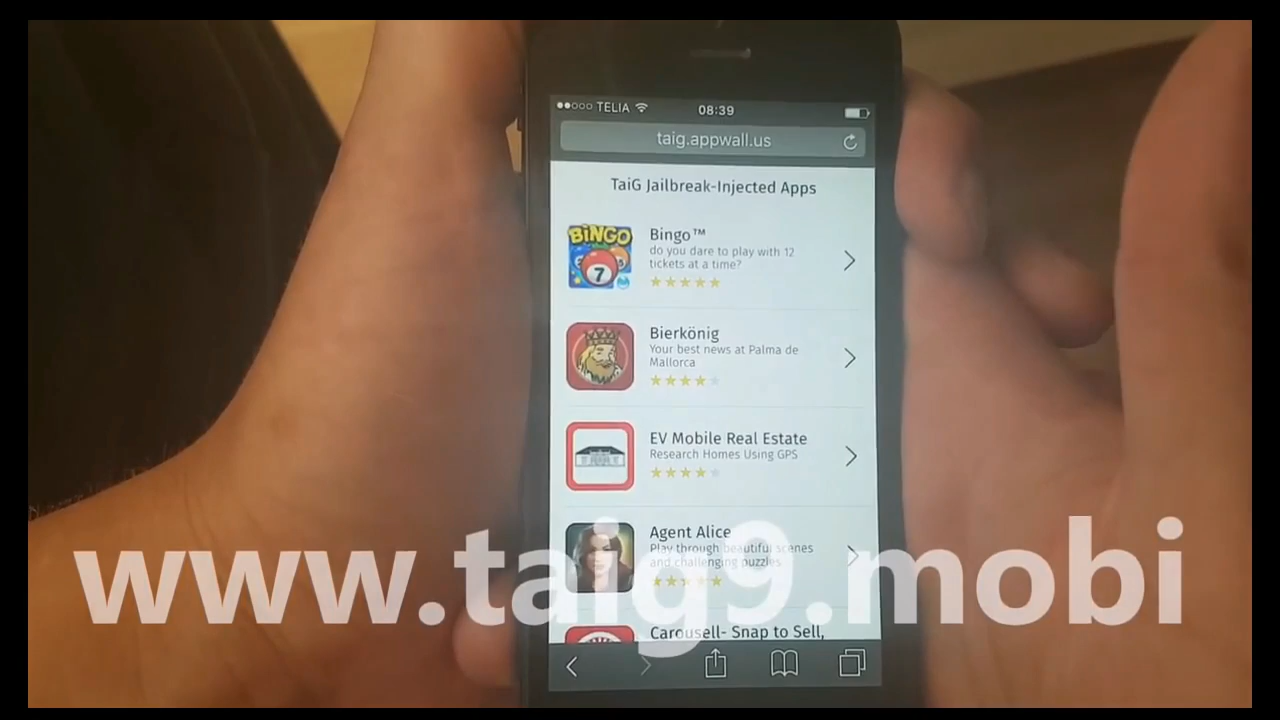 TELIA 08:39
taig.appwall.us
TaiG Jailbreak-Injected Apps
BINGO
7
Bingo™
do you dare to play with 12
tickets at a time?
Bierkönig
Your best news at Palma de
Mallorca
EV Mobile Real Estate
Research Homes Using GPS
Agent Alice
Play through beautiful scenes
and challenging puzzles
www.taig9.mobi
Carousell- Snap to Sell,